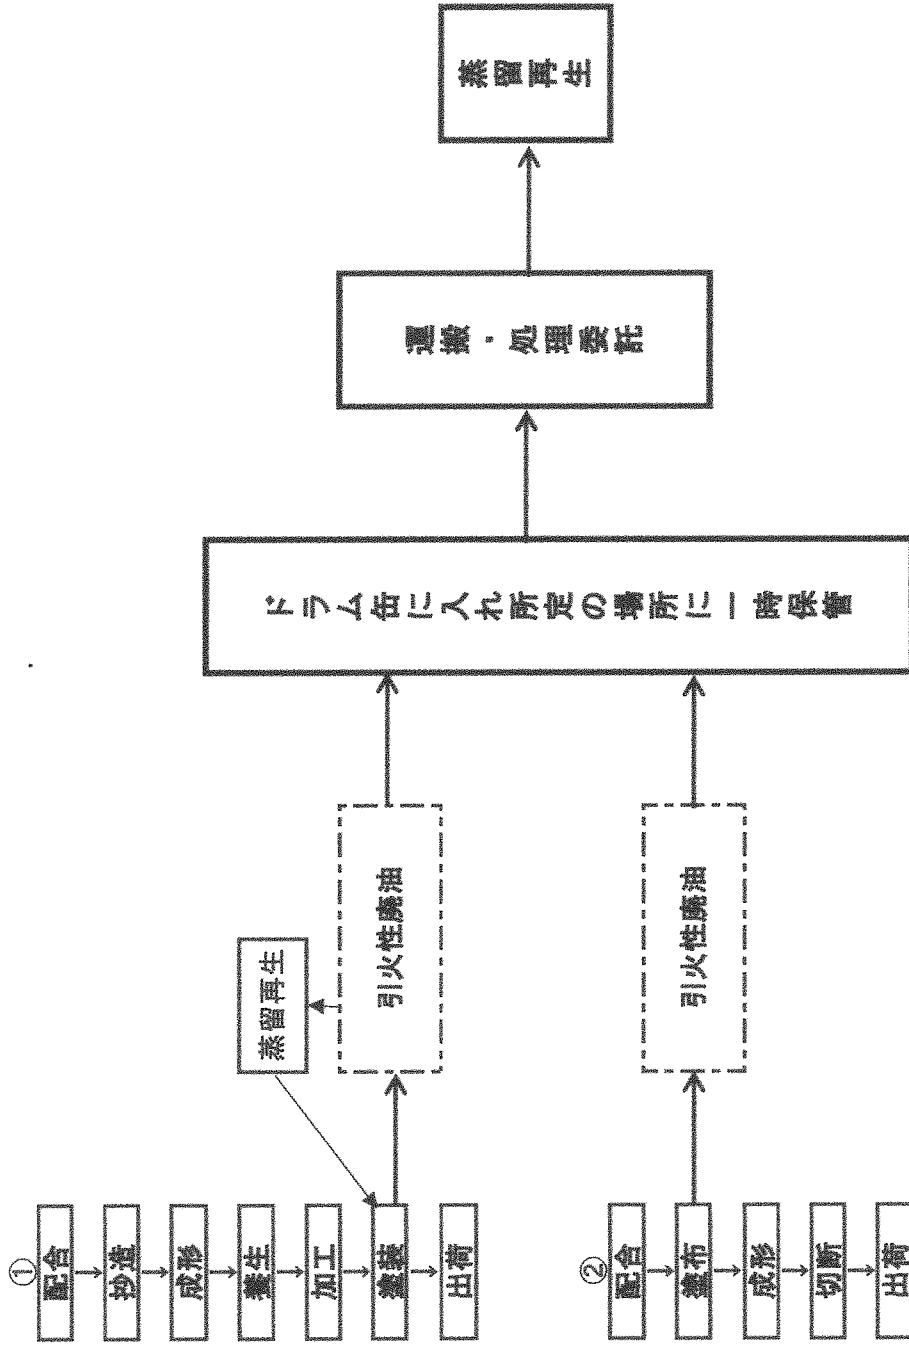 ①
配合
抄造
成形
養生
加工
塗装
出荷
蒸留再生
引火性廃油
②
配合
塗布
成形
切断
出荷
引火性廃油
ドラム缶に入れ所定の場所に一時保管
運搬・処理委託
蒸留再生